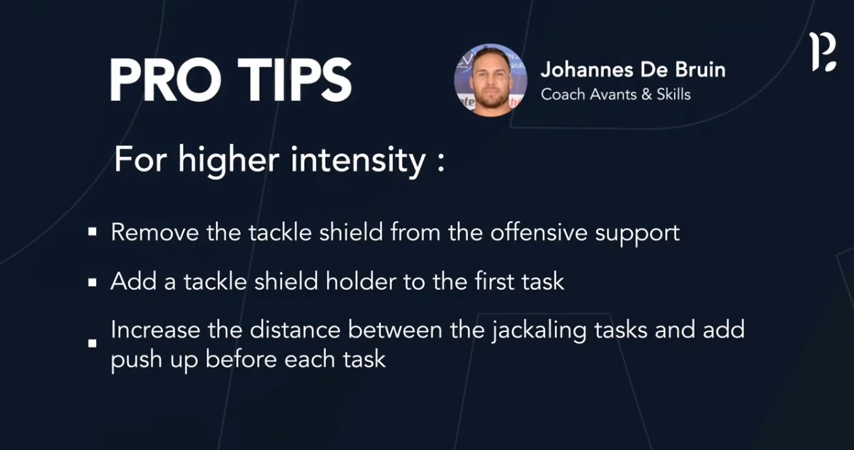 PRO TIPS
Johannes De Bruin
Coach Avants & Skills
For higher intensity :
Remove the tackle shield from the offensive support
Add a tackle shield holder to the first task
Increase the distance between the jackaling tasks and add
push up before each task